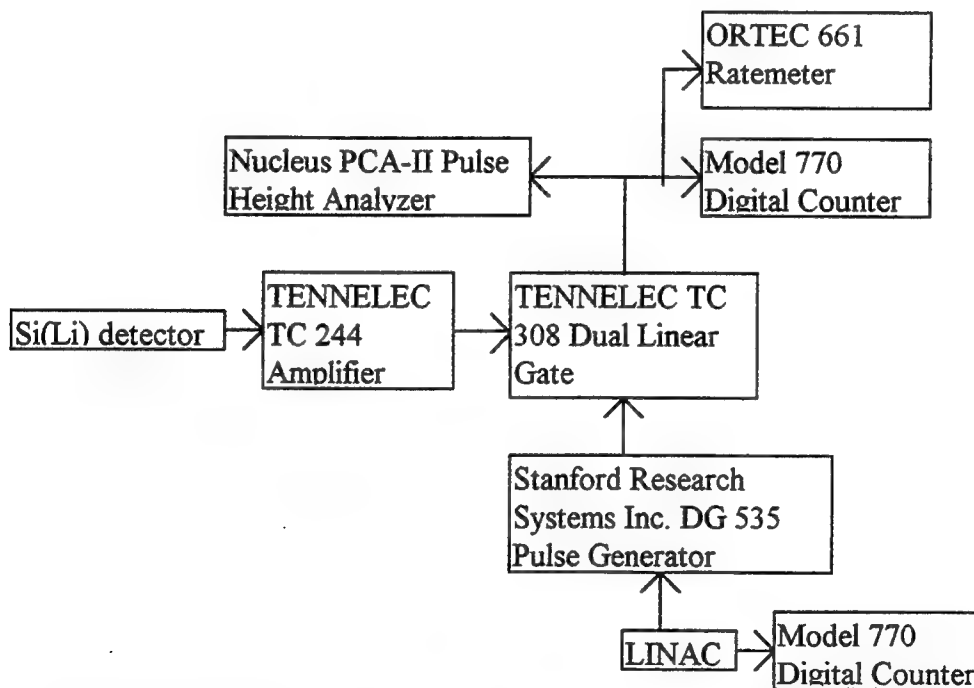 ORTEC 661
Ratemeter
Nucleus PCA-II Pulse
Height Analyzer
Model 770
Digital Counter
Si(Li) detector
TENNELEC
TC 244
Amplifier
TENNELEC TC
308 Dual Linear
Gate
Stanford Research
Systems Inc. DG 535
Pulse Generator
LINAC
Model 770
Digital Counter